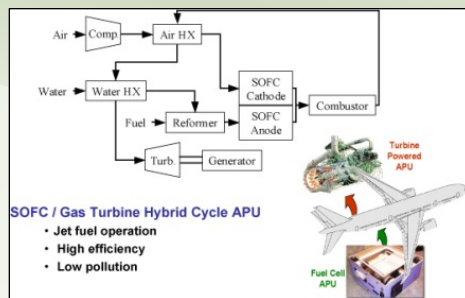 Air
Comp.
Air HX
Water
Water HX
SOFC
Cathode
SOFC
Anode
Combustor
Fuel
Reformer
Turb.
Generator
Turbine
Powered
APU
SOFC / Gas Turbine Hybrid Cycle APU
• Jet fuel operation
• High efficiency
• Low pollution
Fuel Cell
APU